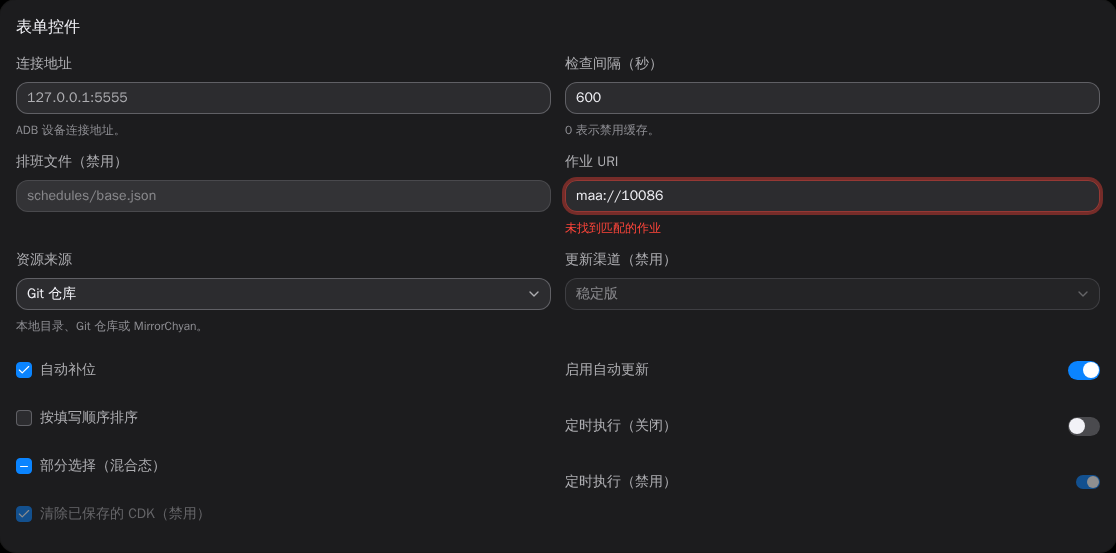 表单控件
连接地址
127.0.0.1:5555
ADB 设备连接地址。
检查间隔（秒）
600
0 表示禁用缓存。
排班文件（禁用）
schedules/base.json
作业 URI
maa://10086
未找到匹配的作业
资源来源
Git 仓库
本地目录、Git 仓库或 MirrorChyan。
更新渠道（禁用）
稳定版
自动补位
按填写顺序排序
部分选择（混合态）
清除已保存的 CDK（禁用）
启用自动更新
定时执行（关闭）
定时执行（禁用）